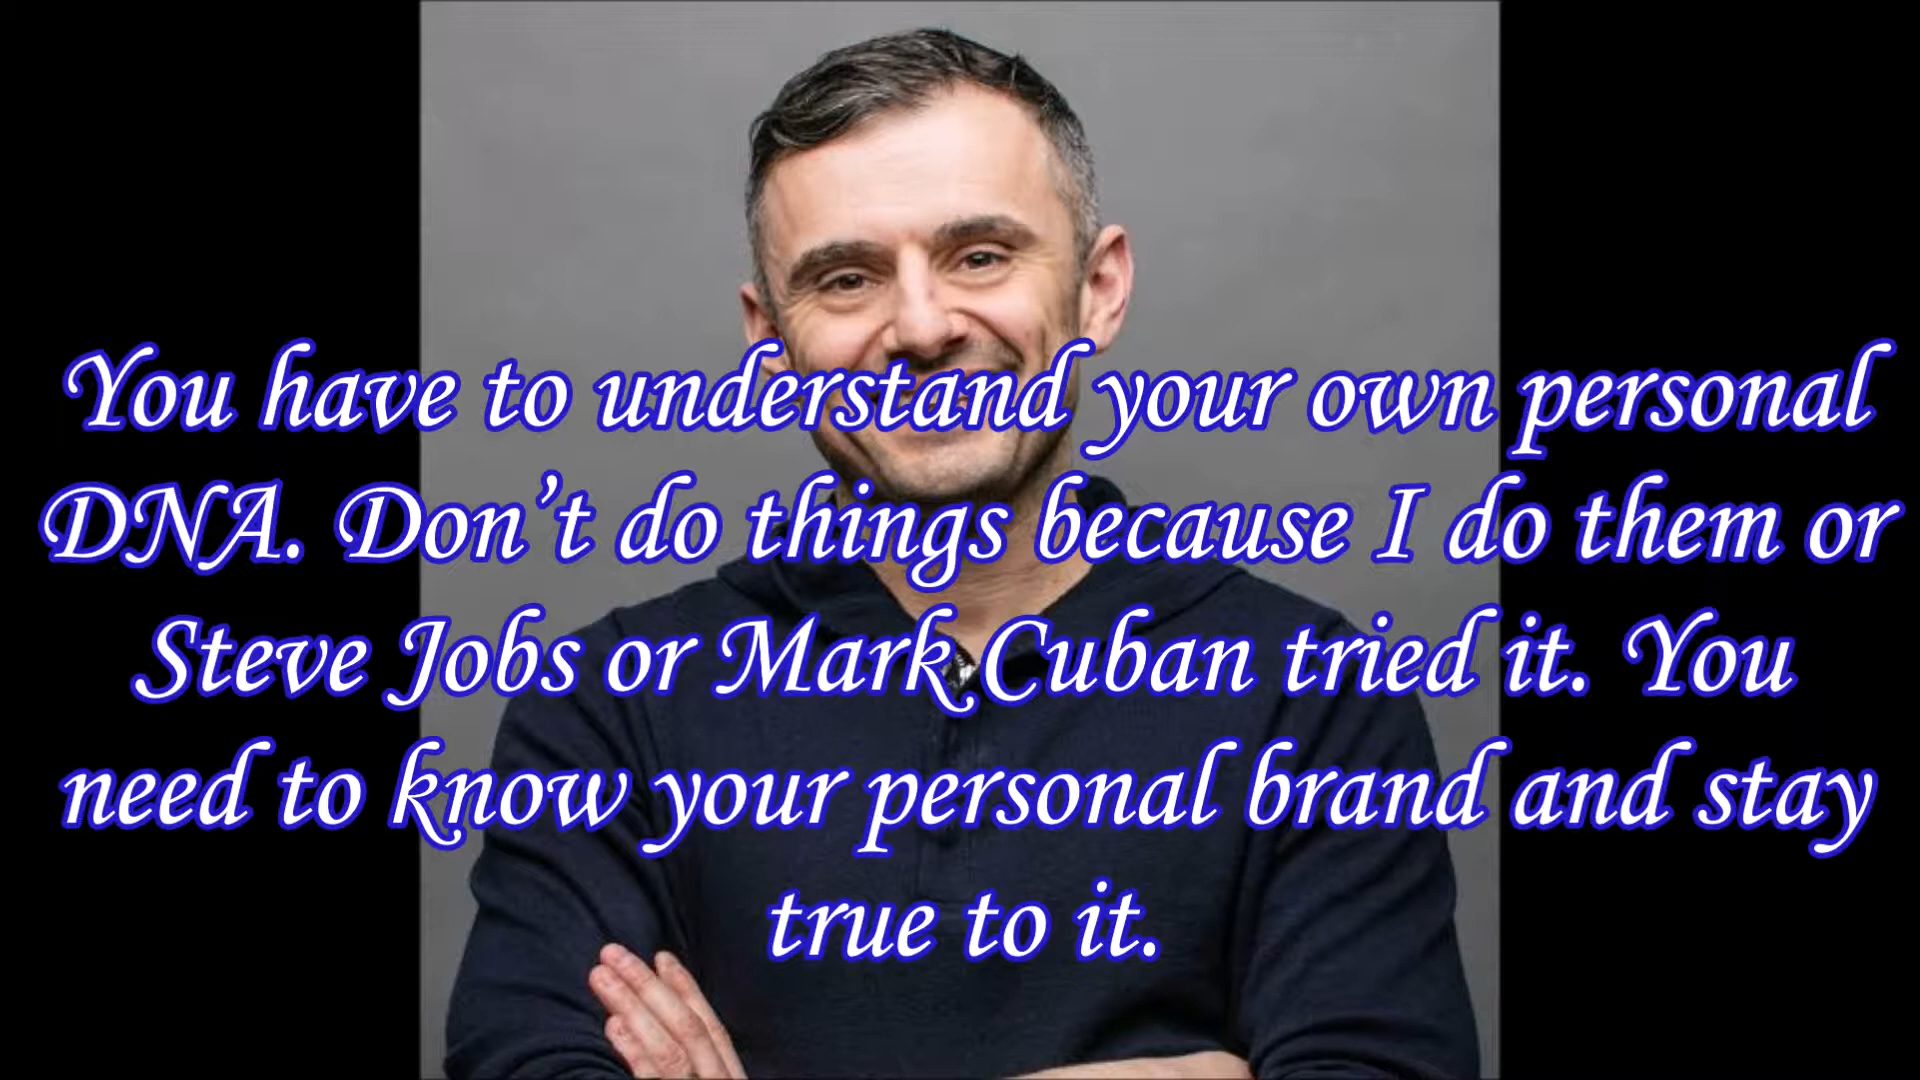 You have to understand your own personal
DNA. Don’t do things because I do them or
Steve Jobs or Mark Cuban tried it. You
need to know your personal brand and stay
true to it.